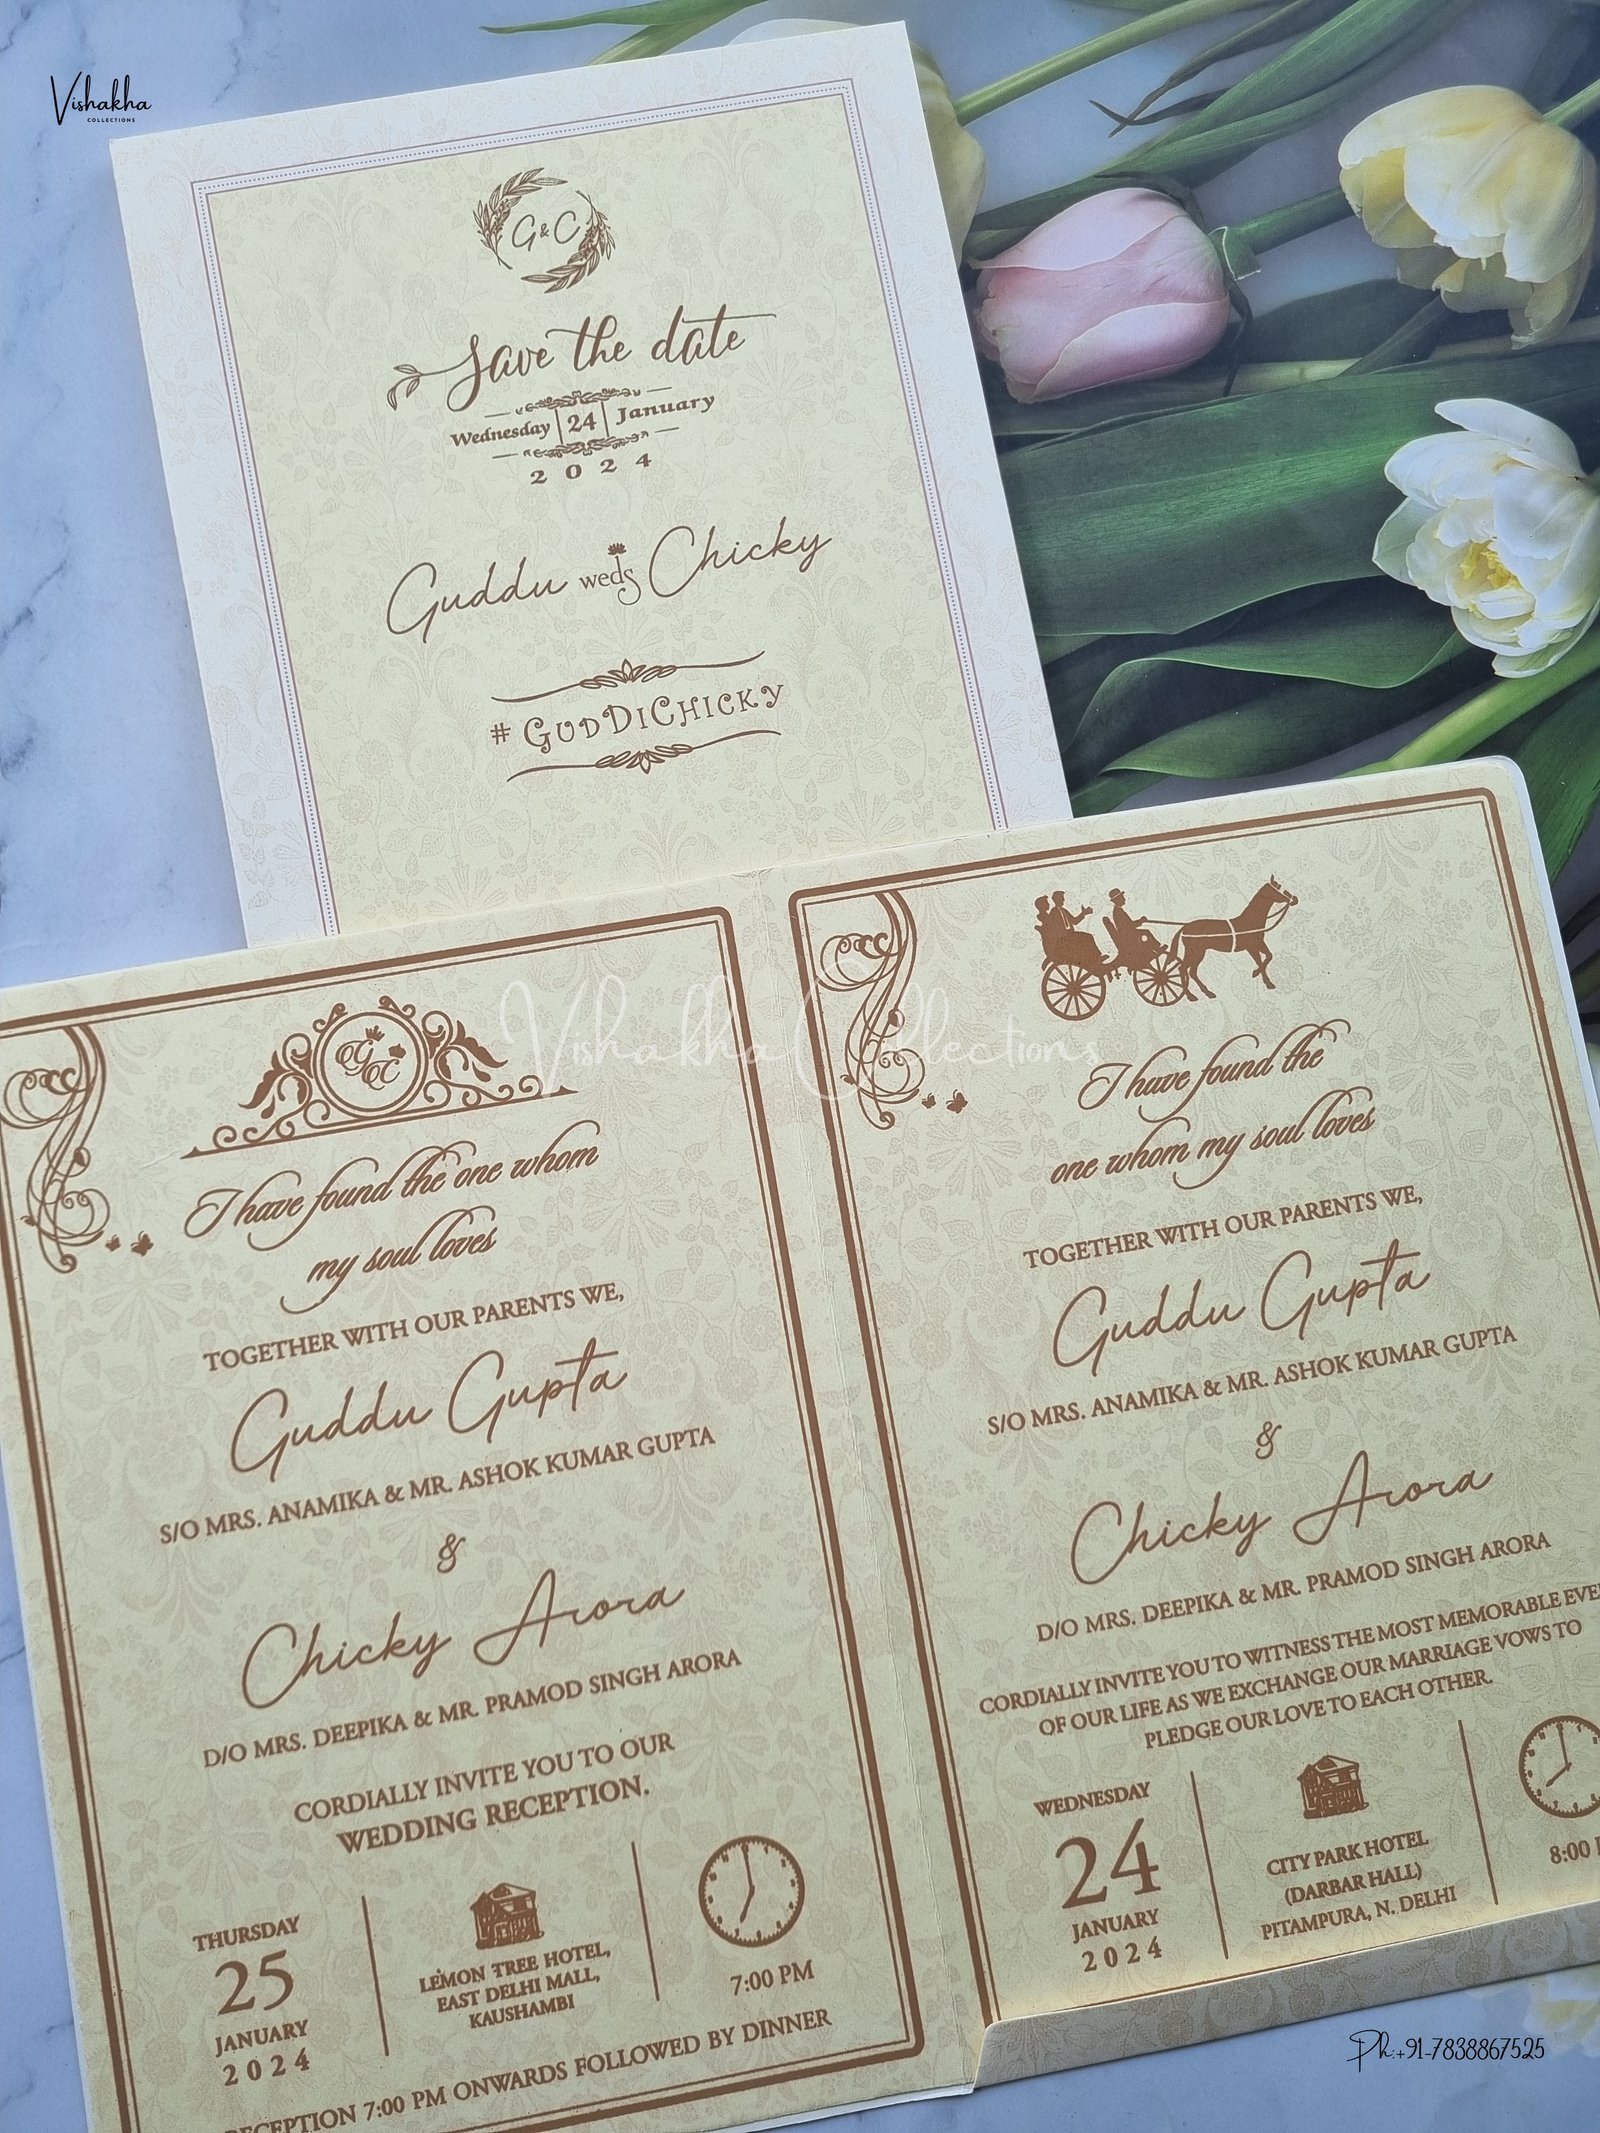 Vishakha
COLLECTIONS
G&C
Save the date
Wednesday 24 January
2024
Guddu weds Chicky
#GUDDICHICKY
Vishakha Collections
GC
I have found the one whom
my soul loves
TOGETHER WITH OUR PARENTS WE,
Guddu Gupta
S/O MRS. ANAMIKA & MR. ASHOK KUMAR GUPTA
&
Chicky Arora
D/O MRS. DEEPIKA & MR. PRAMOD SINGH ARORA
CORDIALLY INVITE YOU TO OUR
WEDDING RECEPTION.
THURSDAY
25
JANUARY
2024
LEMON TREE HOTEL,
EAST DELHI MALL,
KAUSHAMBI
7:00 PM
RECEPTION 7:00 PM ONWARDS FOLLOWED BY DINNER
I have found the
one whom my soul loves
TOGETHER WITH OUR PARENTS WE,
Guddu Gupta
S/O MRS. ANAMIKA & MR. ASHOK KUMAR GUPTA
&
Chicky Arora
D/O MRS. DEEPIKA & MR. PRAMOD SINGH ARORA
CORDIALLY INVITE YOU TO WITNESS THE MOST MEMORABLE EVE
OF OUR LIFE AS WE EXCHANGE OUR MARRIAGE VOWS TO
PLEDGE OUR LOVE TO EACH OTHER.
WEDNESDAY
24
JANUARY
2024
CITY PARK HOTEL
(DARBAR HALL)
PITAMPURA, N. DELHI
8:00
Ph:+91-7838867525